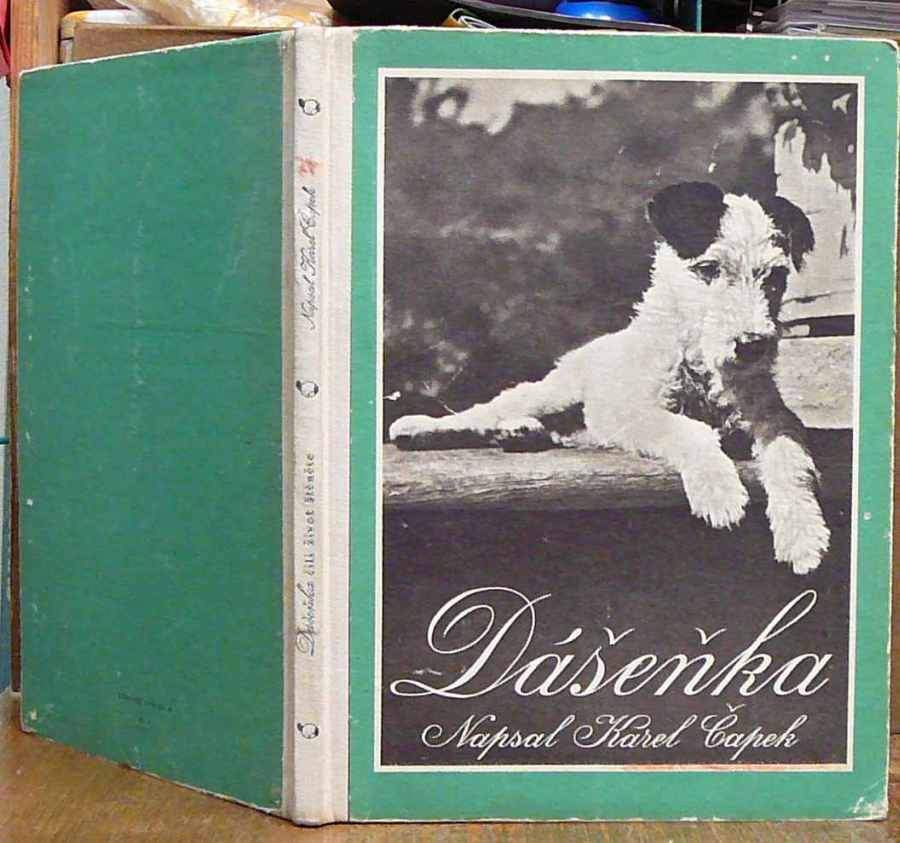 Dášeňka
Napsal Karel Čapek
Dášeňka čili život štěněte
Napsal Karel Čapek